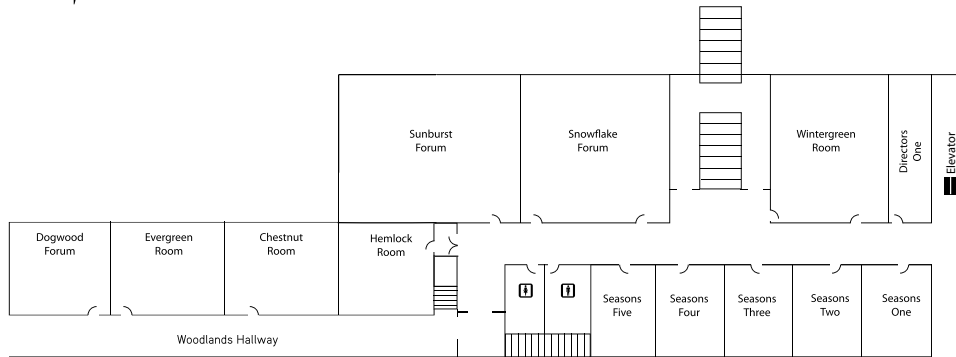 Sunburst
Forum
Snowflake
Forum
Wintergreen
Room
Directors
One
Elevator
Dogwood
Forum
Evergreen
Room
Chestnut
Room
Hemlock
Room
Seasons
Five
Seasons
Four
Seasons
Three
Seasons
Two
Seasons
One
Woodlands Hallway